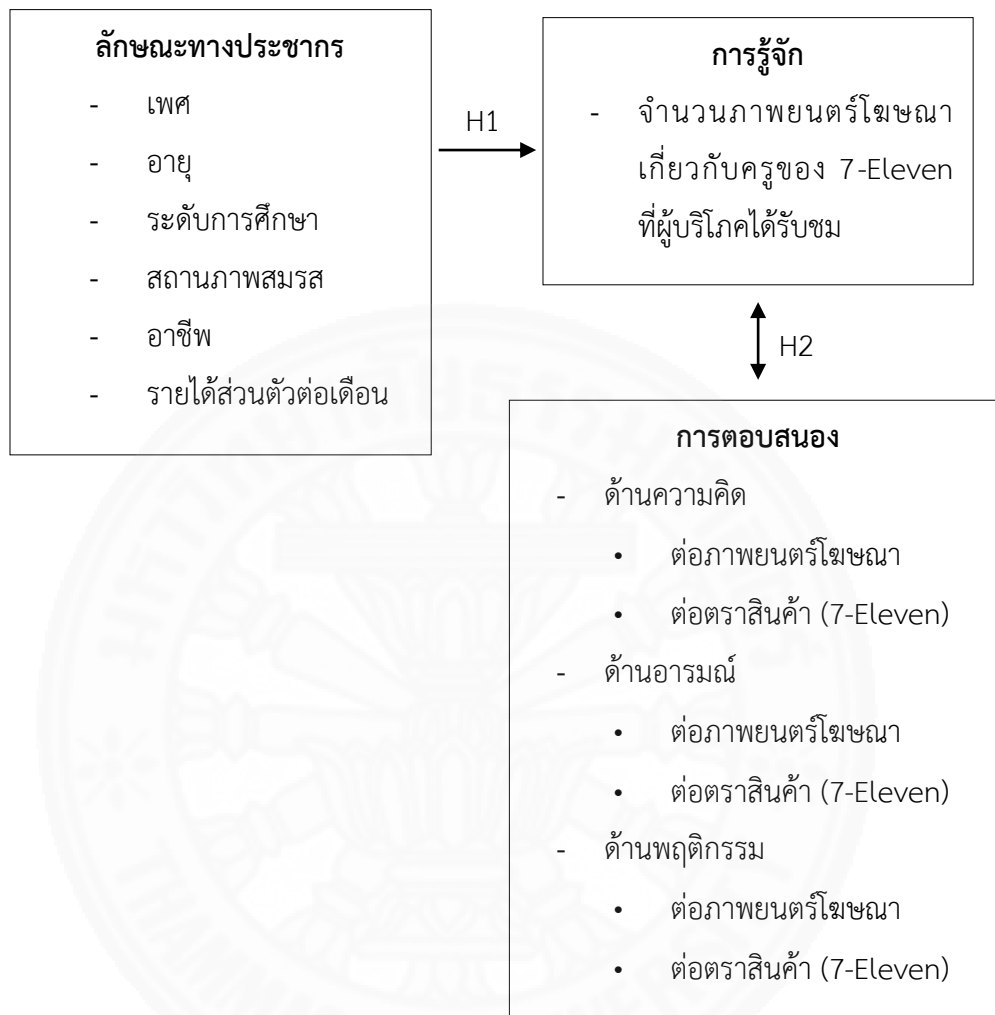 ลักษณะทางประชากร
- เพศ
- อายุ
- ระดับการศึกษา
- สถานภาพสมรส
- อาชีพ
- รายได้ส่วนตัวต่อเดือน
H1
การรู้จัก
- จำนวนภาพยนตร์โฆษณา
เกี่ยวกับครูของ 7-Eleven
ที่ผู้บริโภคได้รับชม
H2
การตอบสนอง
- ด้านความคิด
• ต่อภาพยนตร์โฆษณา
• ต่อตราสินค้า (7-Eleven)
- ด้านอารมณ์
• ต่อภาพยนตร์โฆษณา
• ต่อตราสินค้า (7-Eleven)
- ด้านพฤติกรรม
• ต่อภาพยนตร์โฆษณา
• ต่อตราสินค้า (7-Eleven)